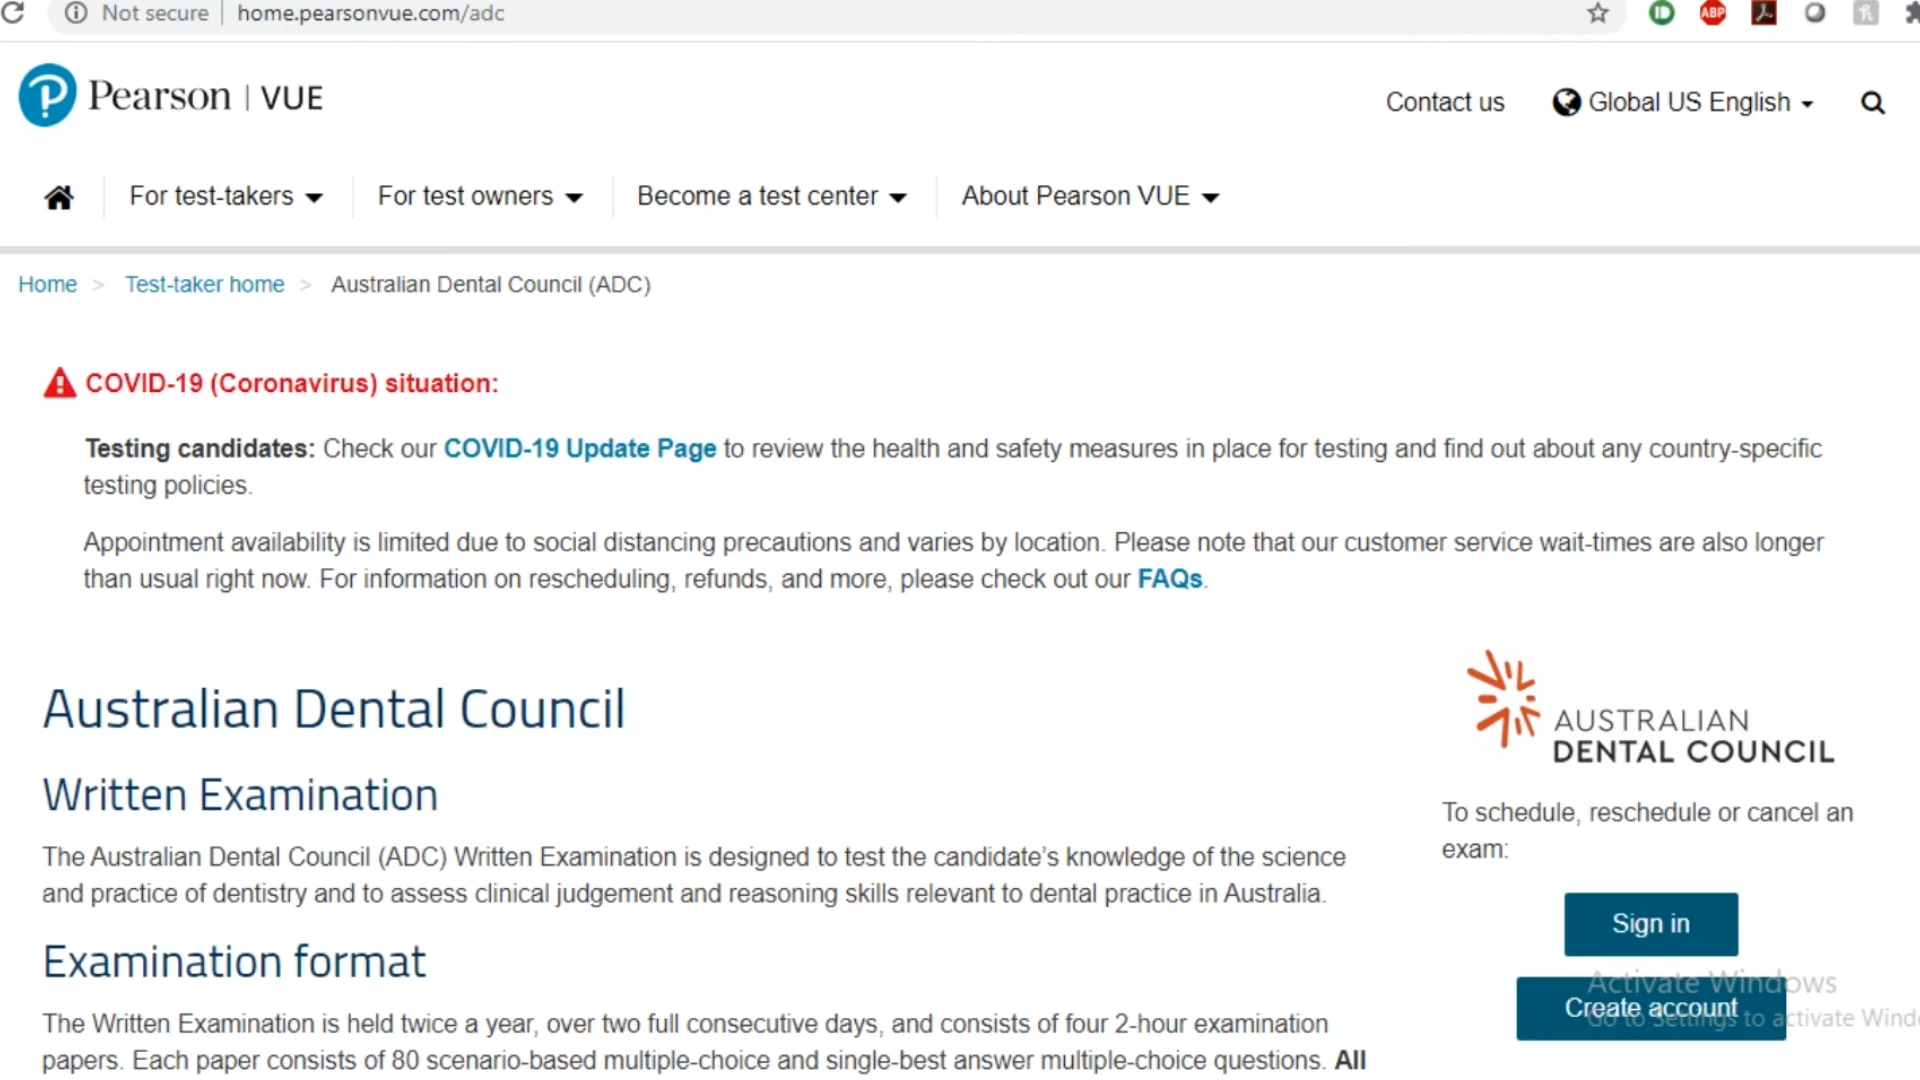 Not secure | home.pearsonvue.com/adc
ABP
Pearson | VUE
Contact us Global US English
For test-takers For test owners Become a test center About Pearson VUE
Home > Test-taker home > Australian Dental Council (ADC)
COVID-19 (Coronavirus) situation:
Testing candidates: Check our COVID-19 Update Page to review the health and safety measures in place for testing and find out about any country-specific
testing policies.
Appointment availability is limited due to social distancing precautions and varies by location. Please note that our customer service wait-times are also longer
than usual right now. For information on rescheduling, refunds, and more, please check out our FAQs.
Australian Dental Council
Written Examination
The Australian Dental Council (ADC) Written Examination is designed to test the candidate's knowledge of the science
and practice of dentistry and to assess clinical judgement and reasoning skills relevant to dental practice in Australia.
Examination format
The Written Examination is held twice a year, over two full consecutive days, and consists of four 2-hour examination
papers. Each paper consists of 80 scenario-based multiple-choice and single-best answer multiple-choice questions. All
AUSTRALIAN
DENTAL COUNCIL
To schedule, reschedule or cancel an
exam:
Sign in
Activate Windows
Create account
Go to Settings to activate Wind